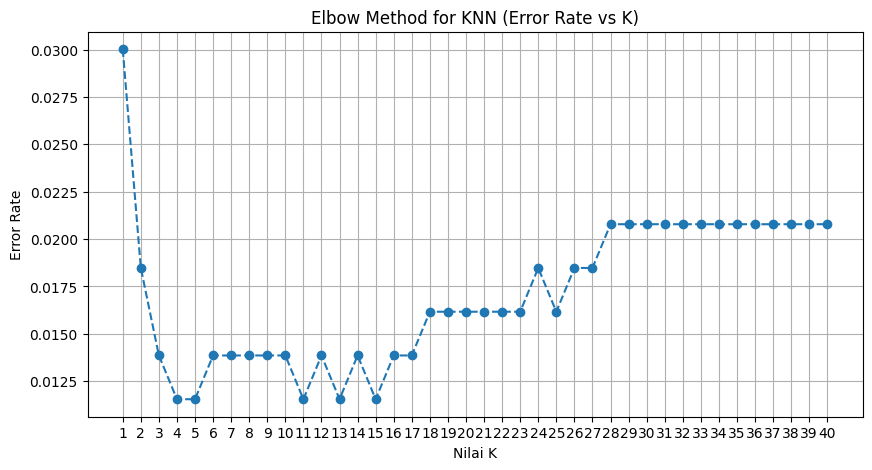 Elbow Method for KNN (Error Rate vs K)
0.0300
0.0275
0.0250
0.0225
0.0200
0.0175
0.0150
0.0125
Error Rate
1 2 3 4 5 6 7 8 9 10 11 12 13 14 15 16 17 18 19 20 21 22 23 24 25 26 27 28 29 30 31 32 33 34 35 36 37 38 39 40
Nilai K